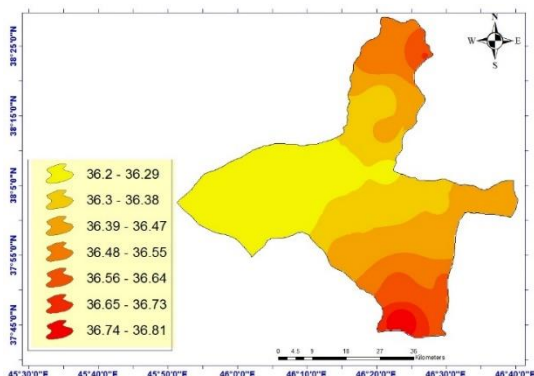 N
W E
S
38°25'0"N
38°15'0"N
38°5'0"N
37°55'0"N
37°45'0"N
36.2 - 36.29
36.3 - 36.38
36.39 - 36.47
36.48 - 36.55
36.56 - 36.64
36.65 - 36.73
36.74 - 36.81
0 4.5 9 18 27 36
Kilometers
45°30'0"E 45°40'0"E 45°50'0"E 46°0'0"E 46°10'0"E 46°20'0"E 46°30'0"E 46°40'0"E